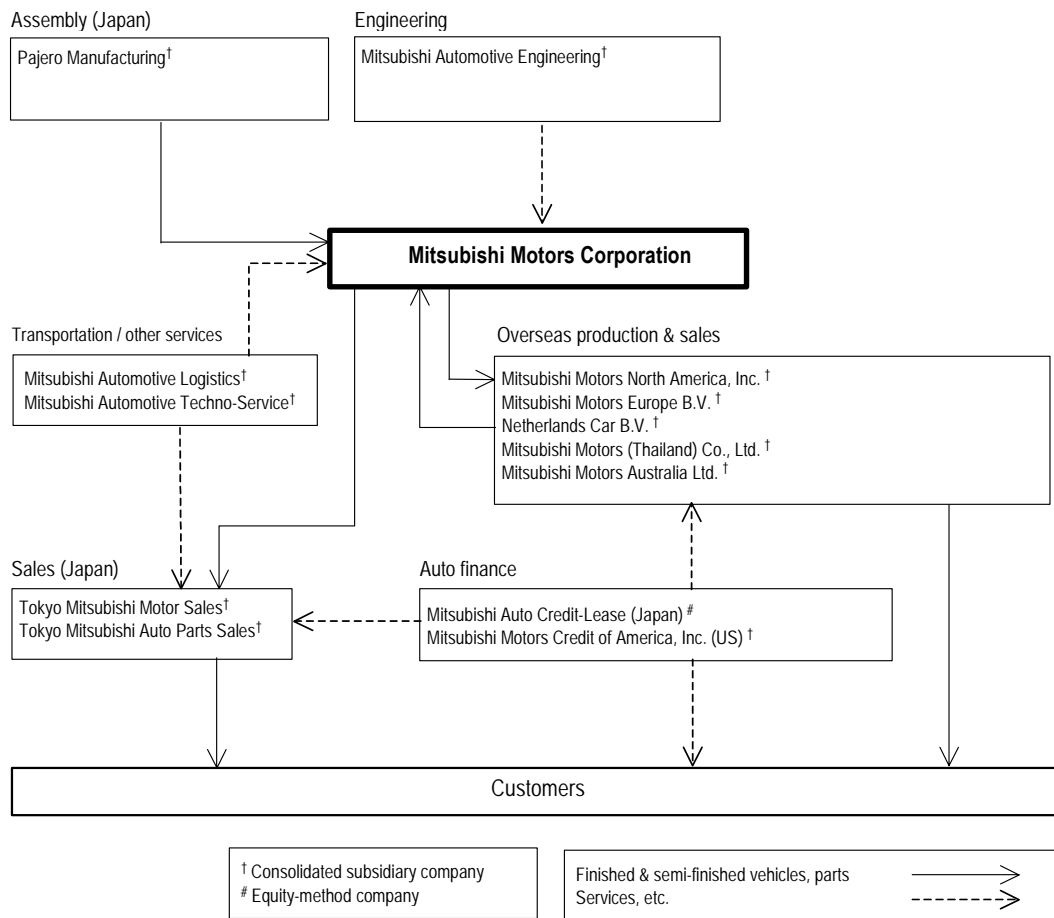 Assembly (Japan)
Pajero Manufacturing†
Engineering
Mitsubishi Automotive Engineering†
Mitsubishi Motors Corporation
Transportation / other services
Mitsubishi Automotive Logistics†
Mitsubishi Automotive Techno-Service†
Overseas production & sales
Mitsubishi Motors North America, Inc. †
Mitsubishi Motors Europe B.V. †
Netherlands Car B.V. †
Mitsubishi Motors (Thailand) Co., Ltd. †
Mitsubishi Motors Australia Ltd. †
Sales (Japan)
Tokyo Mitsubishi Motor Sales†
Tokyo Mitsubishi Auto Parts Sales†
Auto finance
Mitsubishi Auto Credit-Lease (Japan) #
Mitsubishi Motors Credit of America, Inc. (US) †
Customers
† Consolidated subsidiary company
# Equity-method company
Finished & semi-finished vehicles, parts
Services, etc.